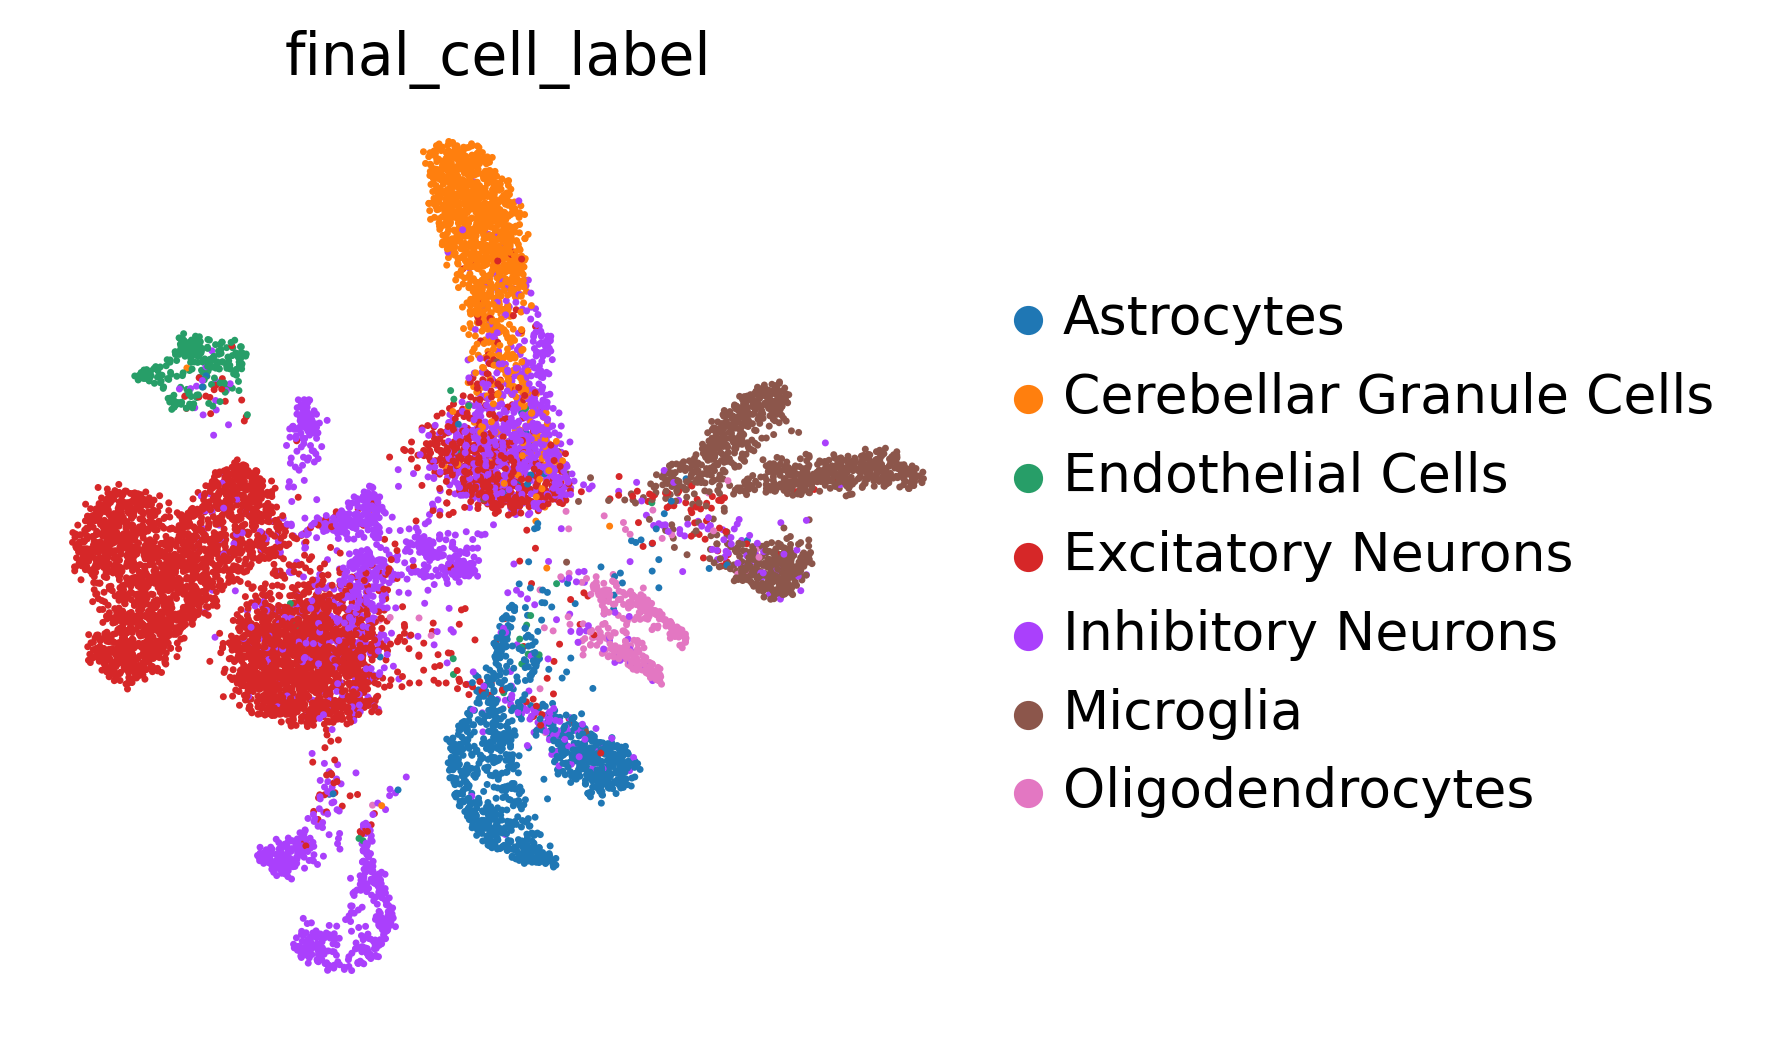 final_cell_label
Astrocytes
Cerebellar Granule Cells
Endothelial Cells
Excitatory Neurons
Inhibitory Neurons
Microglia
Oligodendrocytes